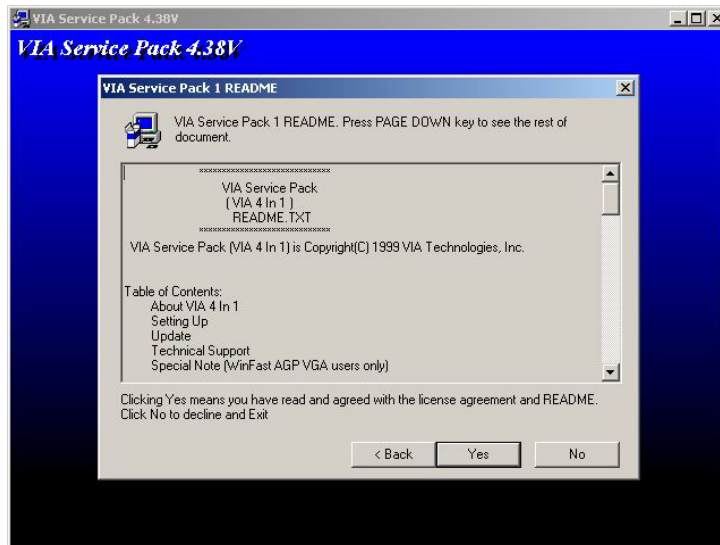 VIA Service Pack 4.38V
VIA Service Pack 4.38V
VIA Service Pack 1 README
VIA Service Pack 1 README. Press PAGE DOWN key to see the rest of
document.
xxxxxxxxxxxxxxxxxxxxxxxxxxxxx
VIA Service Pack
( VIA 4 In 1 )
README.TXT
xxxxxxxxxxxxxxxxxxxxxxxxxxxxx
VIA Service Pack (VIA 4 In 1) is Copyright(C) 1999 VIA Technologies, Inc.
Table of Contents:
About VIA 4 In 1
Setting Up
Update
Technical Support
Special Note (WinFast AGP VGA users only)
Clicking Yes means you have read and agreed with the license agreement and README.
Click No to decline and Exit
< Back
Yes
No